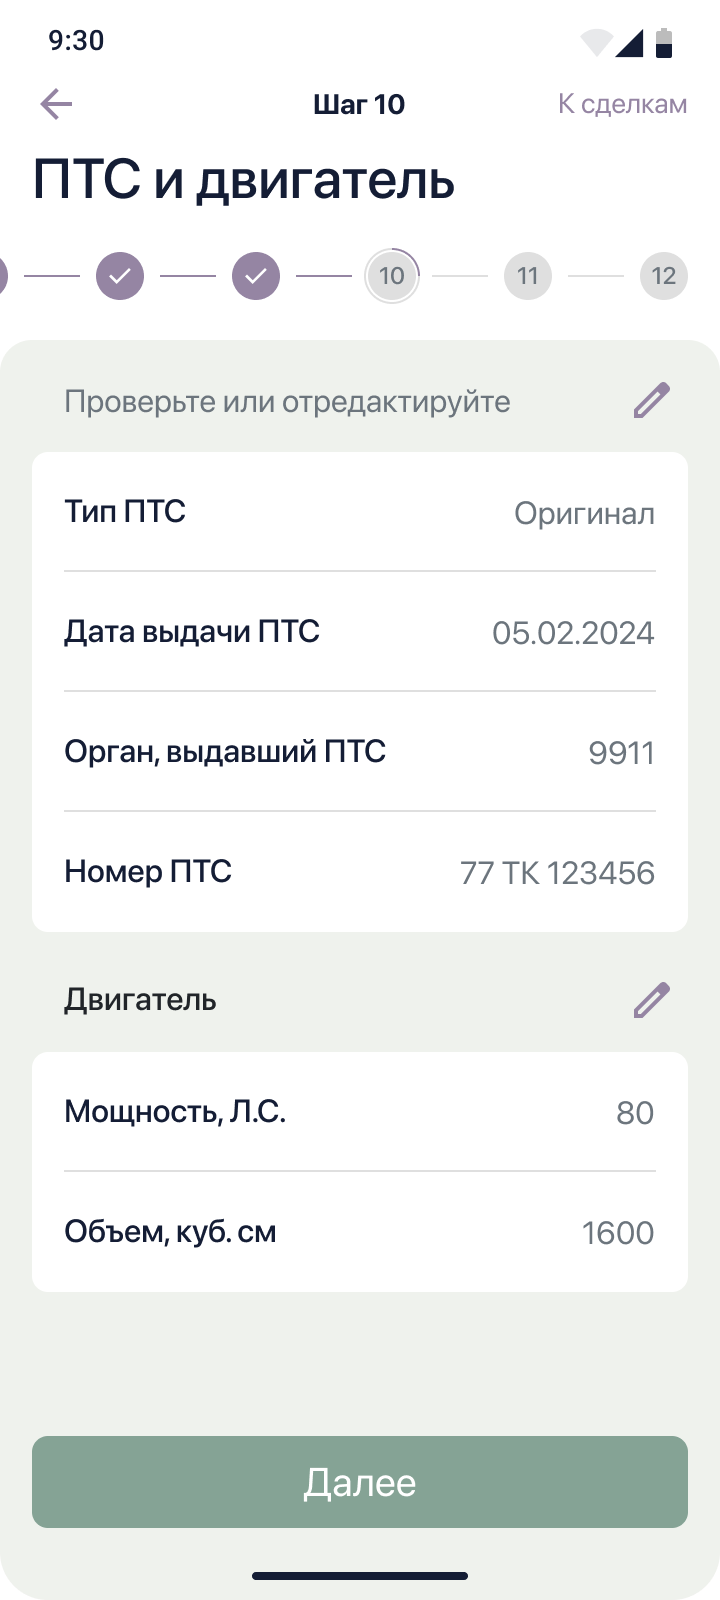 9:30
Шаг 10
К сделкам
ПТС и двигатель
10
11
12
Проверьте или отредактируйте
Тип ПТС
Оригинал
Дата выдачи ПТС
05.02.2024
Орган, выдавший ПТС
9911
Номер ПТС
77 ТК 123456
Двигатель
Мощность, Л.С.
80
Объем, куб. см
1600
Далее